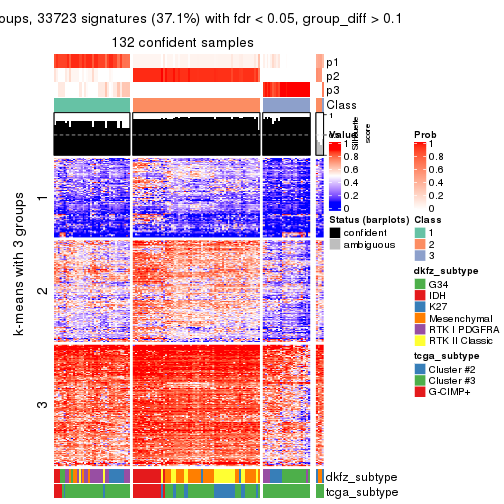 oups, 33723 signatures (37.1%) with fdr < 0.05, group_diff > 0.1
132 confident samples
p1
p2
p3
Class
1
Silhouette
score
k-means with 3 groups
1
2
3
dkfz_subtype
tcga_subtype
Value
1
0.8
0.6
0.4
0.2
0
Status (barplots)
confident
ambiguous
Prob
1
0.8
0.6
0.4
0.2
0
Class
1
2
3
dkfz_subtype
G34
IDH
K27
Mesenchymal
RTK I PDGFRA
RTK II Classic
tcga_subtype
Cluster #2
Cluster #3
G-CIMP+